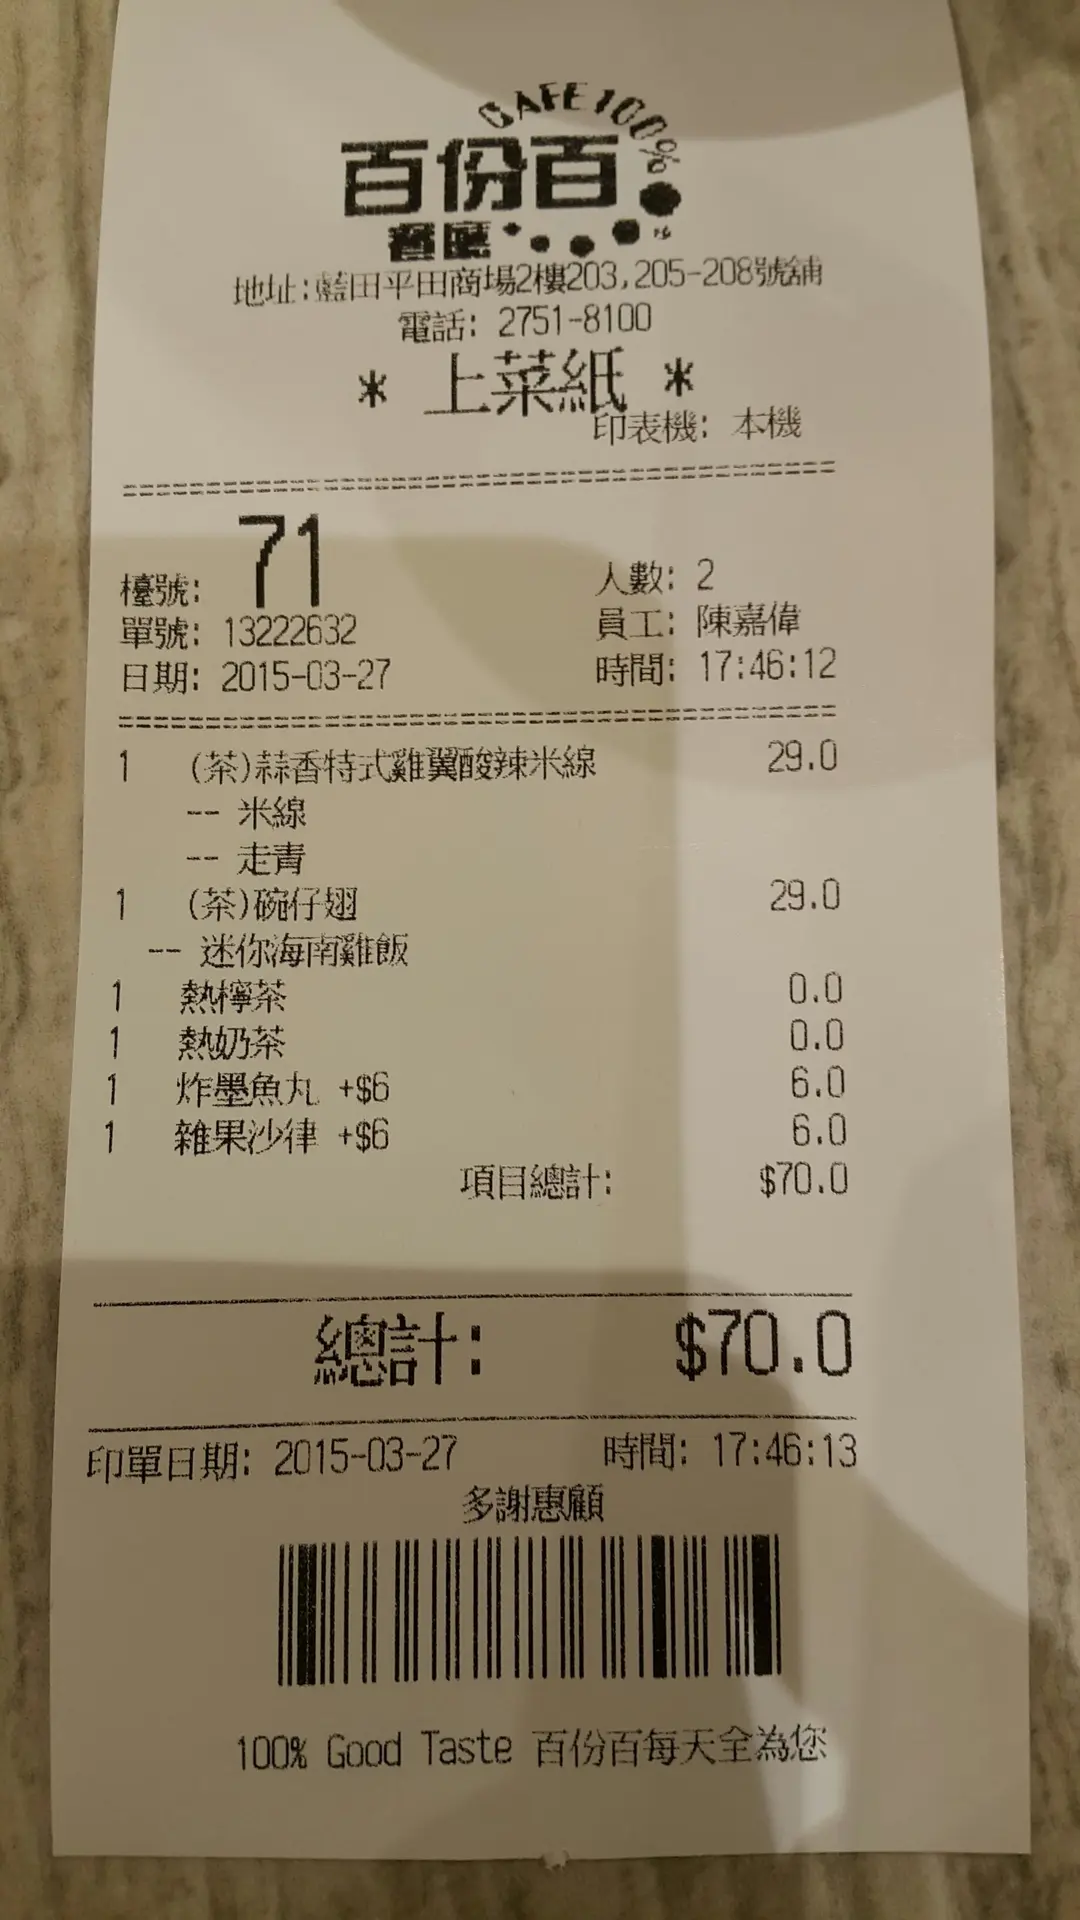 CAFE 100%
百份百
餐廳
地址:藍田平田商場2樓203,205-208號舖
電話: 2751-8100
* 上菜紙 *
印表機: 本機
檯號: 71
人數: 2
單號: 13222632
員工: 陳嘉偉
日期: 2015-03-27
時間: 17:46:12
1 (茶)蒜香特式雞翼酸辣米線 29.0
-- 米線
-- 走青
1 (茶)碗仔翅 29.0
-- 迷你海南雞飯
1 熱檸茶 0.0
1 熱奶茶 0.0
1 炸墨魚丸 +$6 6.0
1 雜果沙律 +$6 6.0
項目總計: $70.0
總計: $70.0
印單日期: 2015-03-27 時間: 17:46:13
多謝惠顧
100% Good Taste 百份百每天全為您